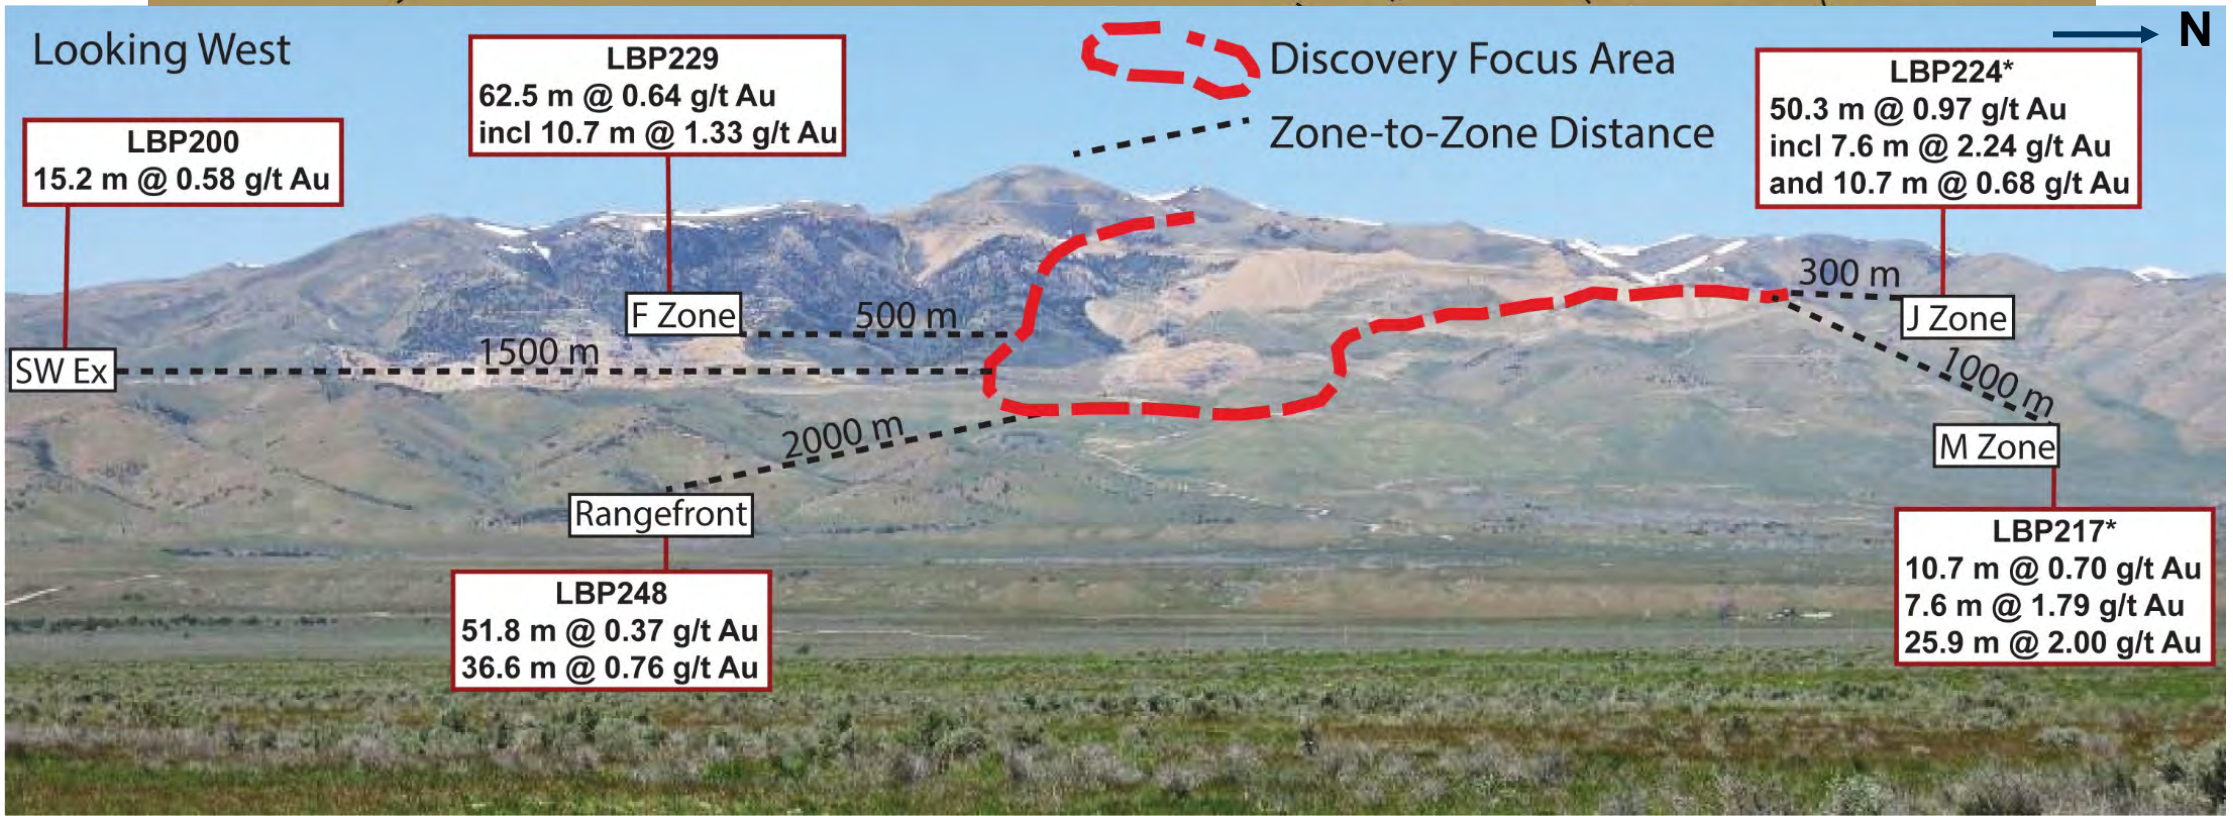 Looking West
N
Discovery Focus Area
Zone-to-Zone Distance
LBP200
15.2 m @ 0.58 g/t Au
LBP229
62.5 m @ 0.64 g/t Au
incl 10.7 m @ 1.33 g/t Au
LBP224*
50.3 m @ 0.97 g/t Au
incl 7.6 m @ 2.24 g/t Au
and 10.7 m @ 0.68 g/t Au
300 m
F Zone
500 m
J Zone
1500 m
SW Ex
1000 m
2000 m
M Zone
Rangefront
LBP248
51.8 m @ 0.37 g/t Au
36.6 m @ 0.76 g/t Au
LBP217*
10.7 m @ 0.70 g/t Au
7.6 m @ 1.79 g/t Au
25.9 m @ 2.00 g/t Au